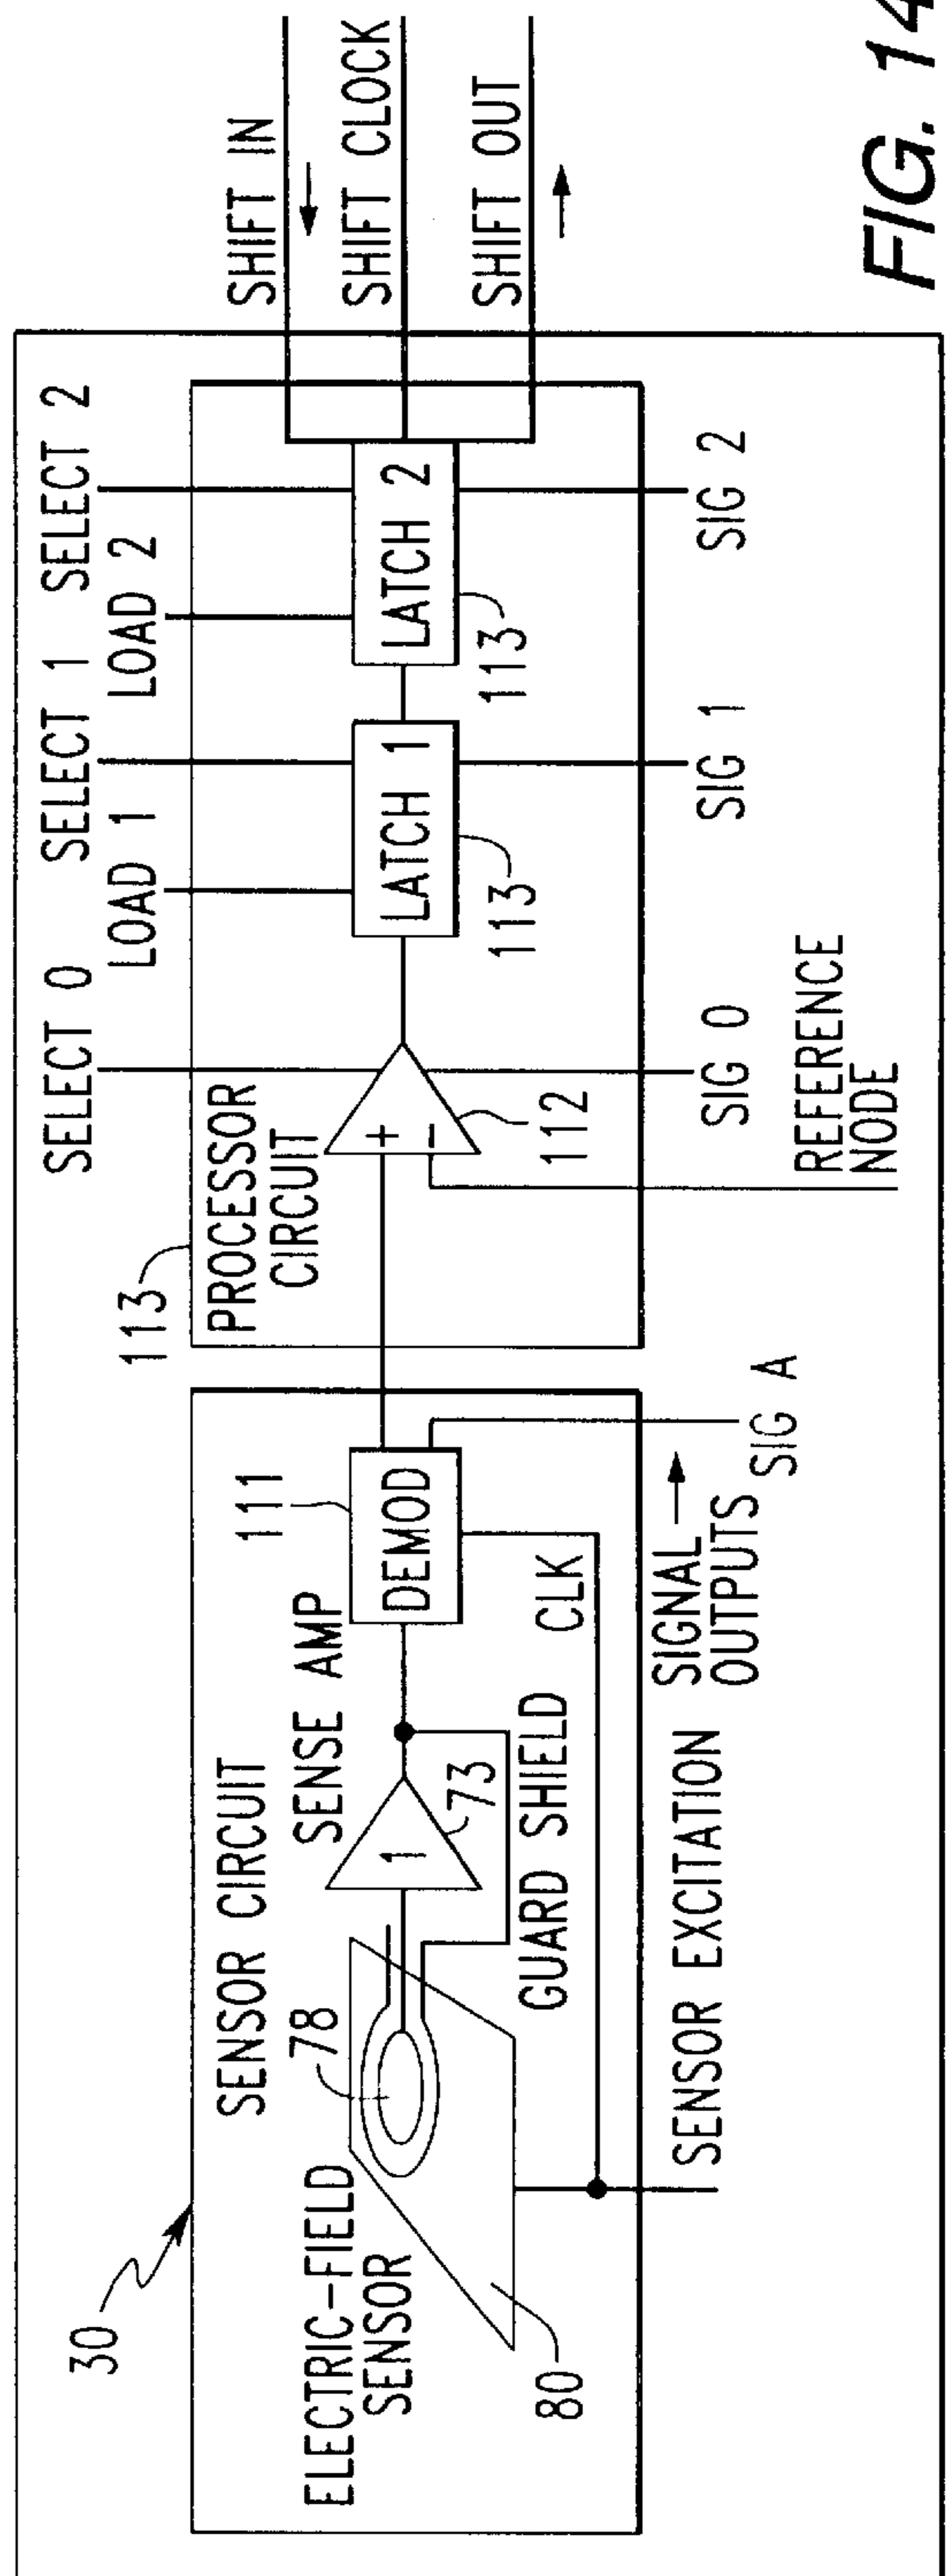 SELECT 0
SELECT 1
SELECT 2
LOAD 1
LOAD 2
SHIFT IN
SHIFT CLOCK
SHIFT OUT
30
SENSOR CIRCUIT
ELECTRIC-FIELD
SENSOR
78
SENSE AMP
1
73
111
DEMOD
GUARD SHIELD
CLK
80
SENSOR EXCITATION
SIGNAL
OUTPUTS
SIG A
113
PROCESSOR
CIRCUIT
+
-
112
LATCH 1
113
LATCH 2
113
SIG 0
SIG 1
SIG 2
REFERENCE
NODE
FIG. 14